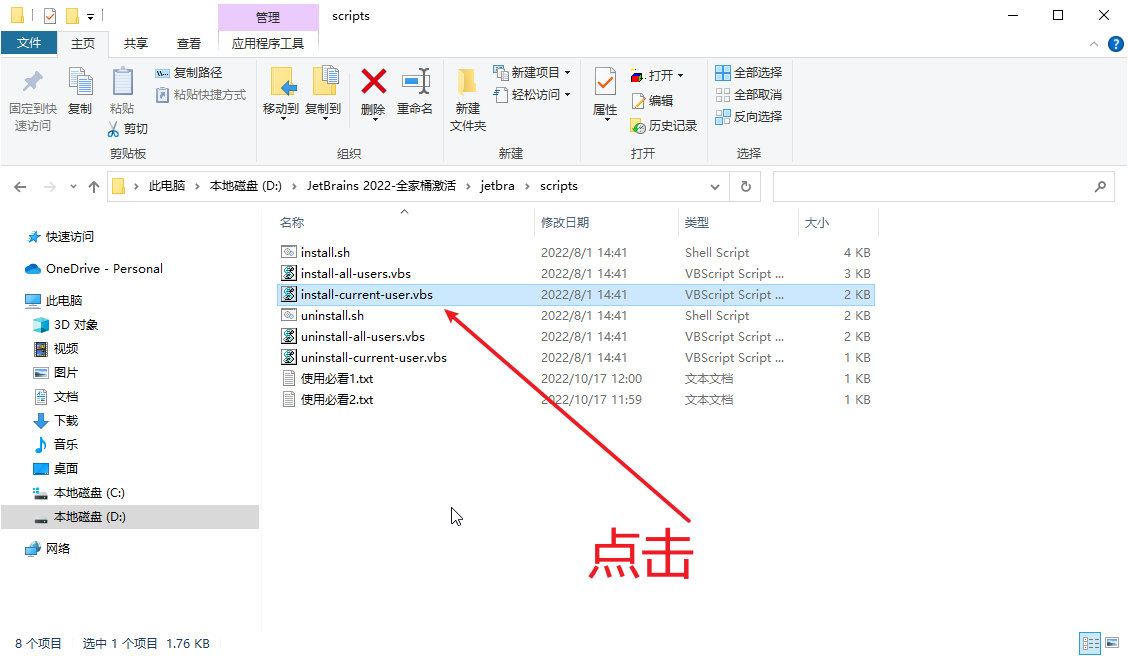 管理
scripts
文件
主页
共享
查看
应用程序工具
固定到快
速访问
复制
粘贴
复制路径
粘贴快捷方式
剪切
剪贴板
移动到
复制到
删除
重命名
组织
新建
文件夹
新建项目
轻松访问
新建
属性
打开
编辑
历史记录
打开
全部选择
全部取消
反向选择
选择
此电脑 › 本地磁盘 (D:) › JetBrains 2022-全家桶激活 › jetbra › scripts
快速访问
OneDrive - Personal
此电脑
3D 对象
视频
图片
文档
下载
音乐
桌面
本地磁盘 (C:)
本地磁盘 (D:)
网络
名称 修改日期 类型 大小
install.sh 2022/8/1 14:41 Shell Script 4 KB
install-all-users.vbs 2022/8/1 14:41 VBScript Script ... 3 KB
install-current-user.vbs 2022/8/1 14:41 VBScript Script ... 2 KB
uninstall.sh 2022/8/1 14:41 Shell Script 2 KB
uninstall-all-users.vbs 2022/8/1 14:41 VBScript Script ... 2 KB
uninstall-current-user.vbs 2022/8/1 14:41 VBScript Script ... 1 KB
使用必看1.txt 2022/10/17 12:00 文本文档 1 KB
使用必看2.txt 2022/10/17 11:59 文本文档 1 KB
点击
8 个项目 选中 1 个项目 1.76 KB